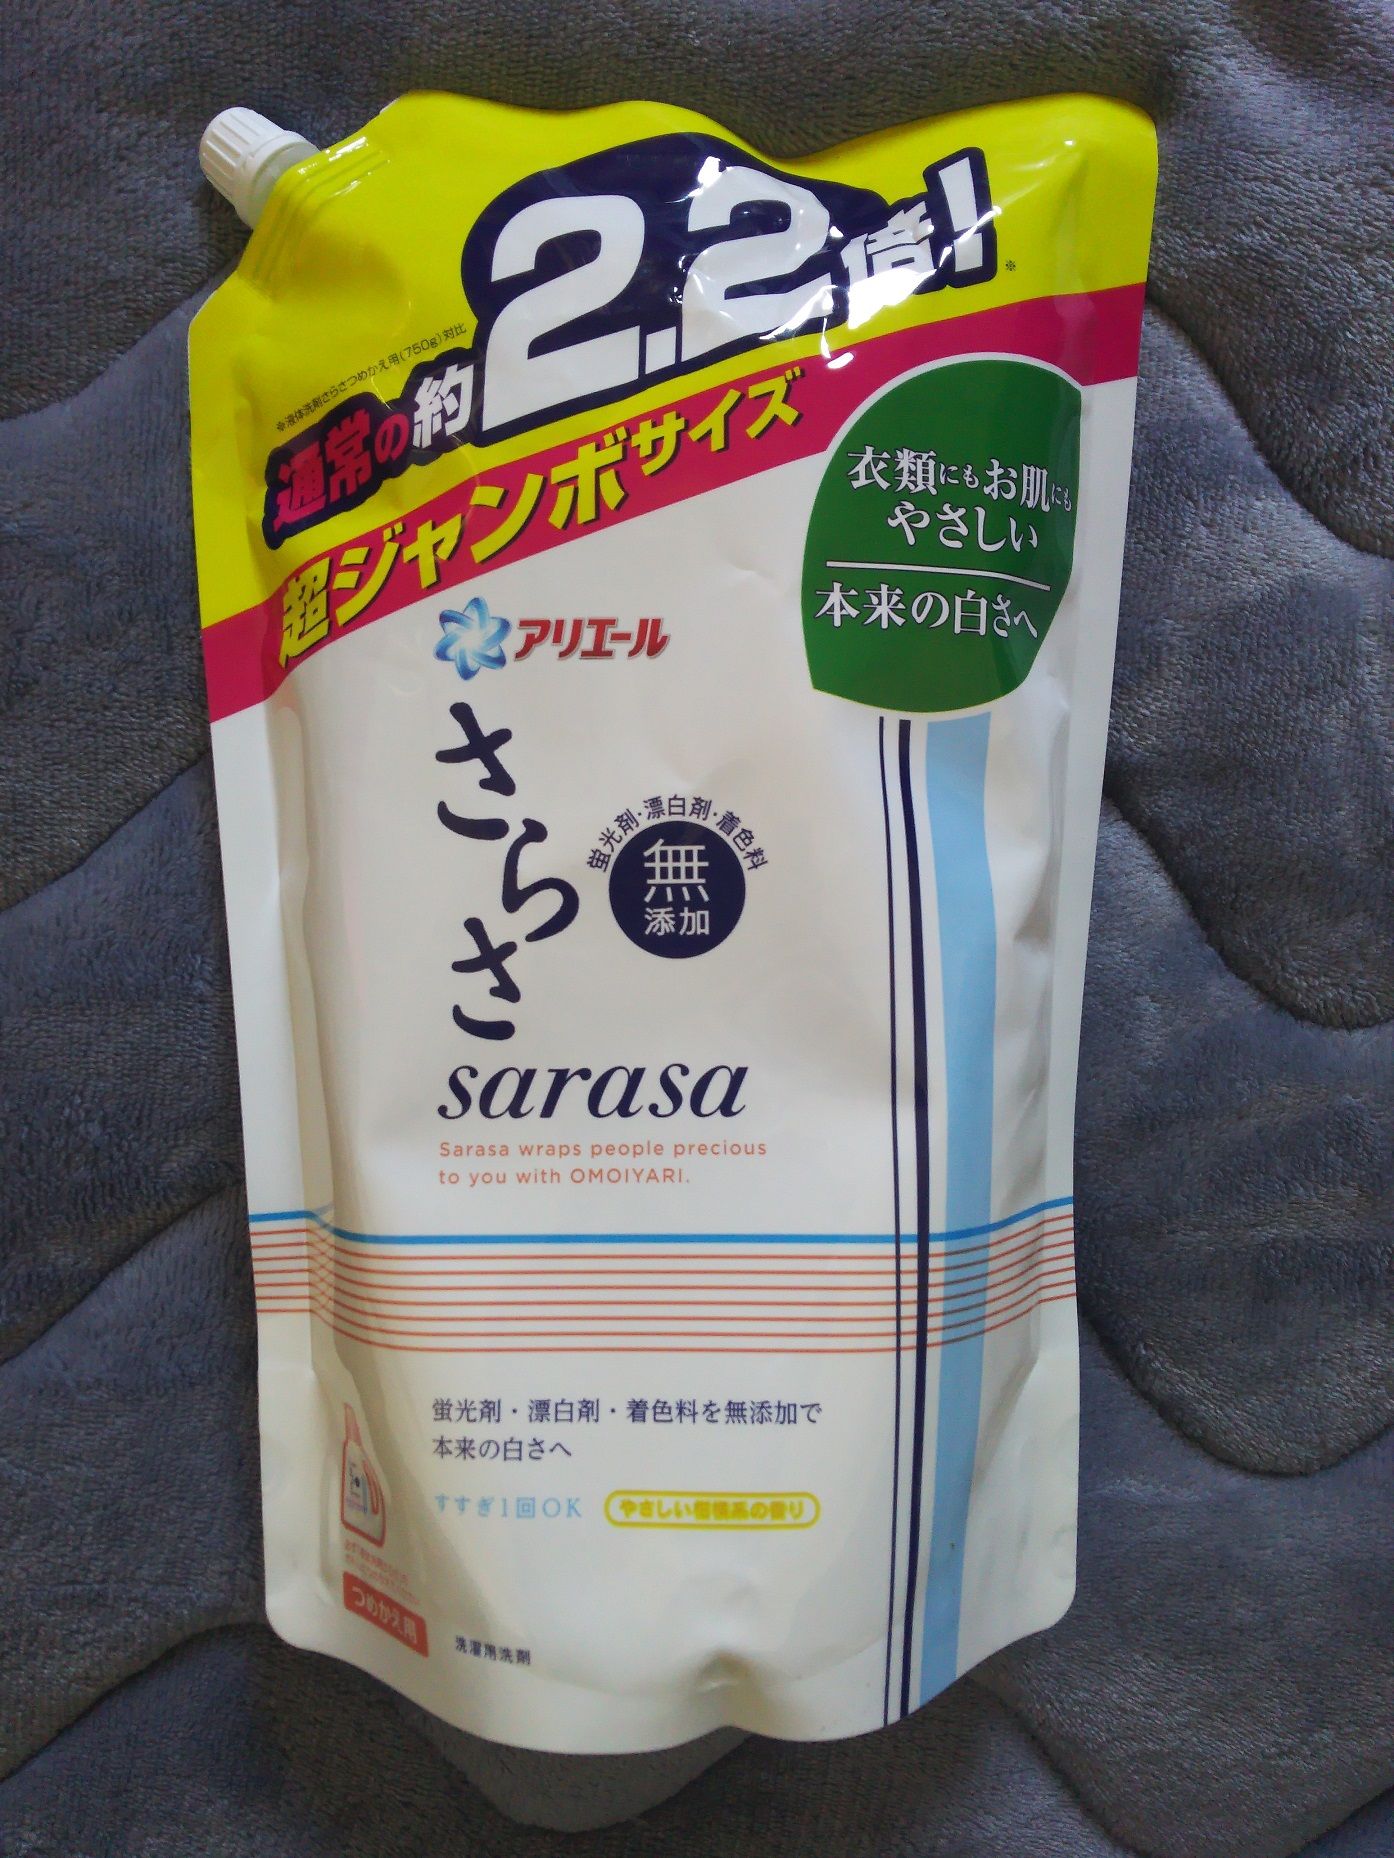 ※液体洗剤さらさつめかえ用(750g)対比
通常の約2.2倍!※
超ジャンボサイズ
衣類にもお肌にも
やさしい
本来の白さへ
アリエール
さらさ
蛍光剤・漂白剤・着色料
無
添加
sarasa
Sarasa wraps people precious
to you with OMOIYARI.
蛍光剤・漂白剤・着色料を無添加で
本来の白さへ
すすぎ1回OK
やさしい柑橘系の香り
つめかえ用
洗濯用洗剤